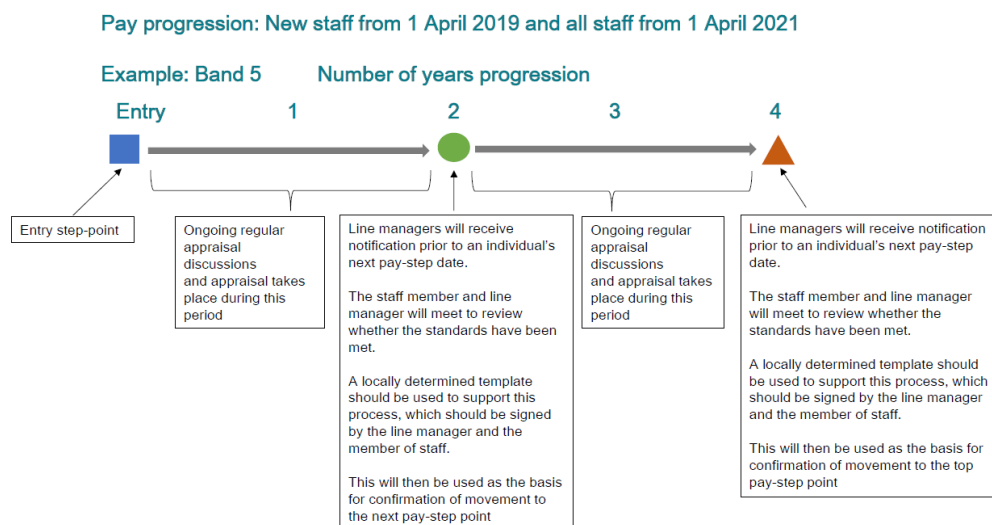 Pay progression: New staff from 1 April 2019 and all staff from 1 April 2021
Example: Band 5 Number of years progression
Entry 1 2 3 4
Entry step-point
Ongoing regular
appraisal
discussions
and appraisal takes
place during this
period
Line managers will receive
notification prior to an individual's
next pay-step date.
The staff member and line
manager will meet to review
whether the standards have been
met.
A locally determined template
should be used to support this
process, which should be signed
by the line manager and the
member of staff.
This will then be used as the basis
for confirmation of movement to
the next pay-step point
Ongoing regular
appraisal
discussions
and appraisal takes
place during this
period
Line managers will receive notification
prior to an individual's next pay-step
date.
The staff member and line manager
will meet to review whether the
standards have been met.
A locally determined template should
be used to support this process, which
should be signed by the line manager
and the member of staff.
This will then be used as the basis for
confirmation of movement to the top
pay-step point